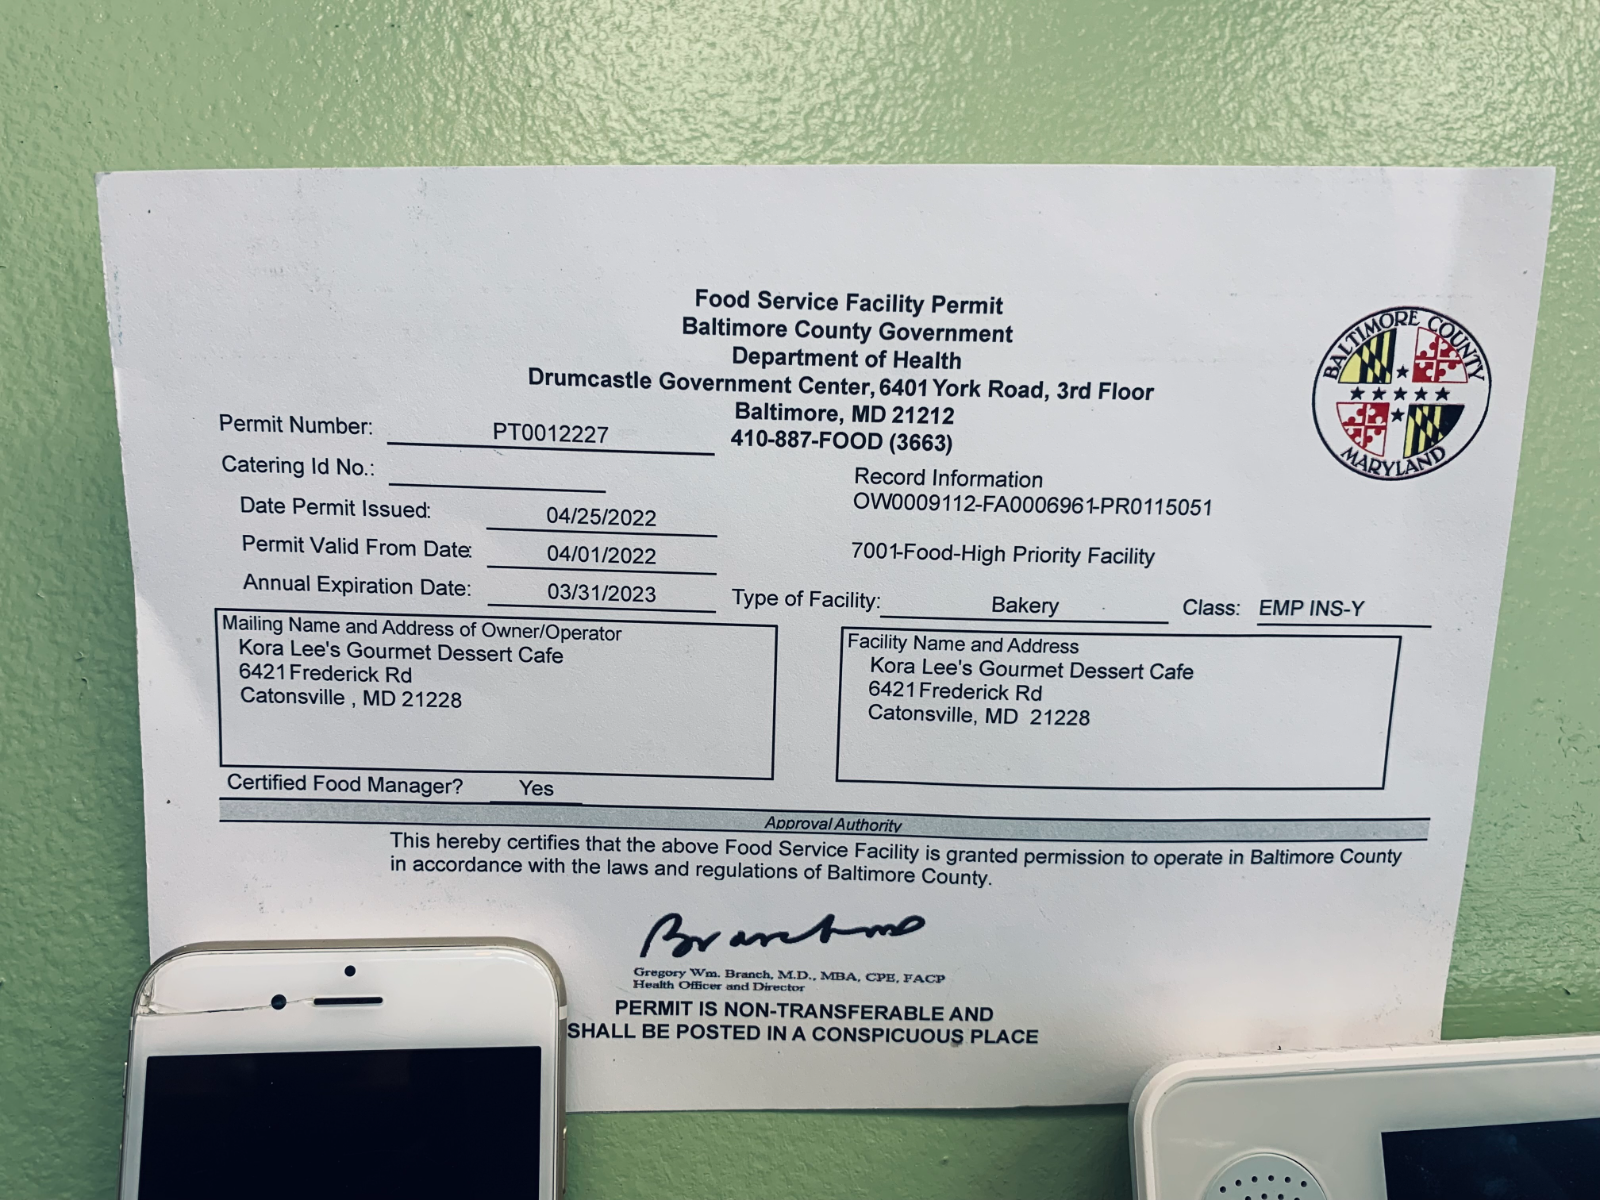 Food Service Facility Permit
Baltimore County Government
Department of Health
Drumcastle Government Center, 6401 York Road, 3rd Floor
Baltimore, MD 21212
410-887-FOOD (3663)
BALTIMORE COUNTY
MARYLAND
Permit Number: PT0012227
Catering Id No.:
Date Permit Issued: 04/25/2022
Permit Valid From Date: 04/01/2022
Annual Expiration Date: 03/31/2023
Record Information
OW0009112-FA0006961-PR0115051
7001-Food-High Priority Facility
Type of Facility: Bakery Class: EMP INS-Y
Mailing Name and Address of Owner/Operator
Kora Lee's Gourmet Dessert Cafe
6421 Frederick Rd
Catonsville , MD 21228
Facility Name and Address
Kora Lee's Gourmet Dessert Cafe
6421 Frederick Rd
Catonsville, MD 21228
Certified Food Manager? Yes
Approval Authority
This hereby certifies that the above Food Service Facility is granted permission to operate in Baltimore County
in accordance with the laws and regulations of Baltimore County.
Gregory Wm. Branch, M.D., MBA, CPE, FACP
Health Officer and Director
PERMIT IS NON-TRANSFERABLE AND
SHALL BE POSTED IN A CONSPICUOUS PLACE